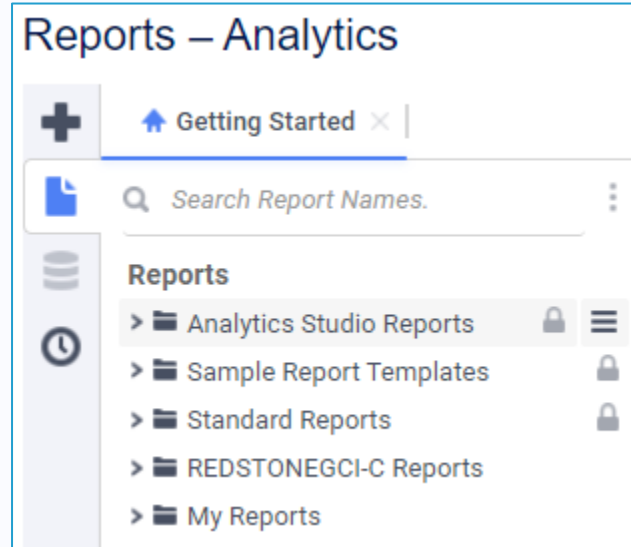 Reports – Analytics
Getting Started
Search Report Names.
Reports
Analytics Studio Reports
Sample Report Templates
Standard Reports
REDSTONEGCI-C Reports
My Reports